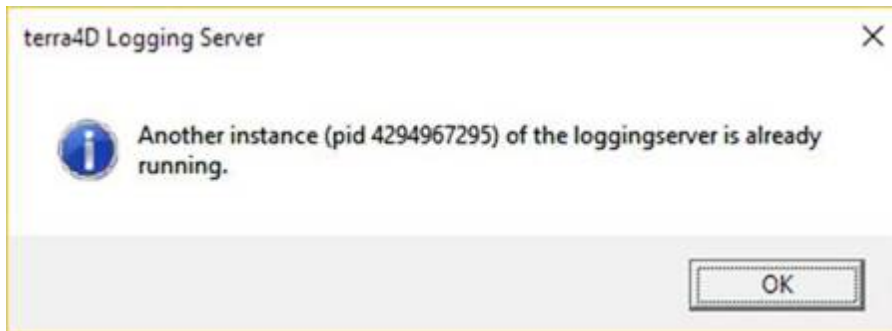 terra4D Logging Server
Another instance (pid 4294967295) of the loggingserver is already
running.
OK